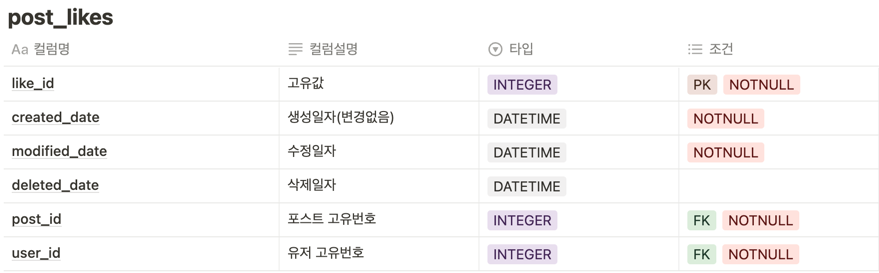 post_likes
Aa 컬럼명 컬럼설명 타입 조건
like_id 고유값 INTEGER PK NOTNULL
created_date 생성일자(변경없음) DATETIME NOTNULL
modified_date 수정일자 DATETIME NOTNULL
deleted_date 삭제일자 DATETIME
post_id 포스트 고유번호 INTEGER FK NOTNULL
user_id 유저 고유번호 INTEGER FK NOTNULL